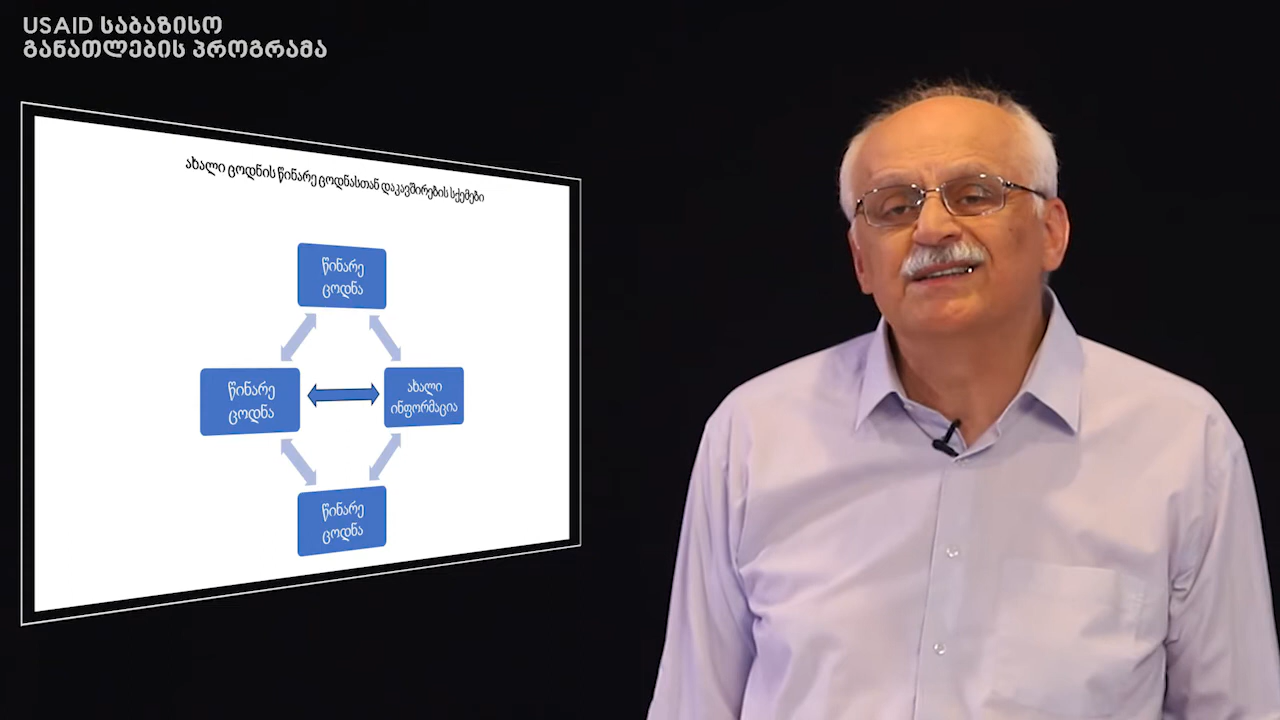 USAID საბაზისო
განათლების პროგრამა
ახალი ცოდნის წინარე ცოდნასთან დაკავშირების სქემები
წინარე
ცოდნა
წინარე
ცოდნა
ახალი
ინფორმაცია
წინარე
ცოდნა